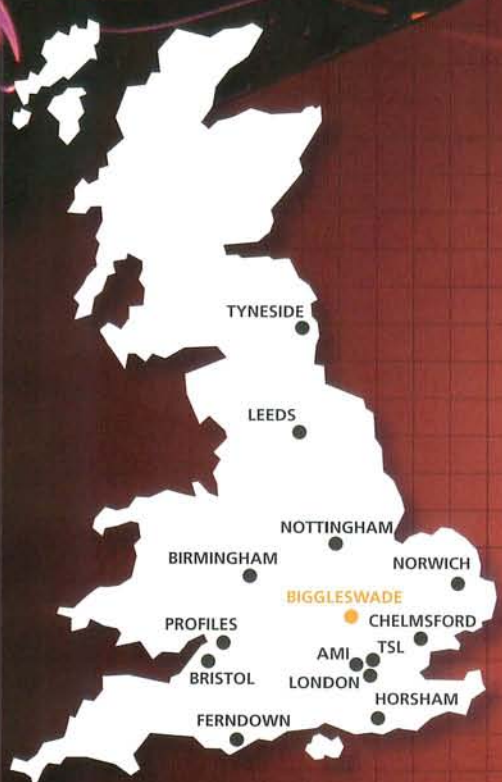 TYNESIDE
LEEDS
NOTTINGHAM
BIRMINGHAM
NORWICH
BIGGLESWADE
PROFILES
CHELMSFORD
AMI
TSL
BRISTOL
LONDON
HORSHAM
FERNDOWN